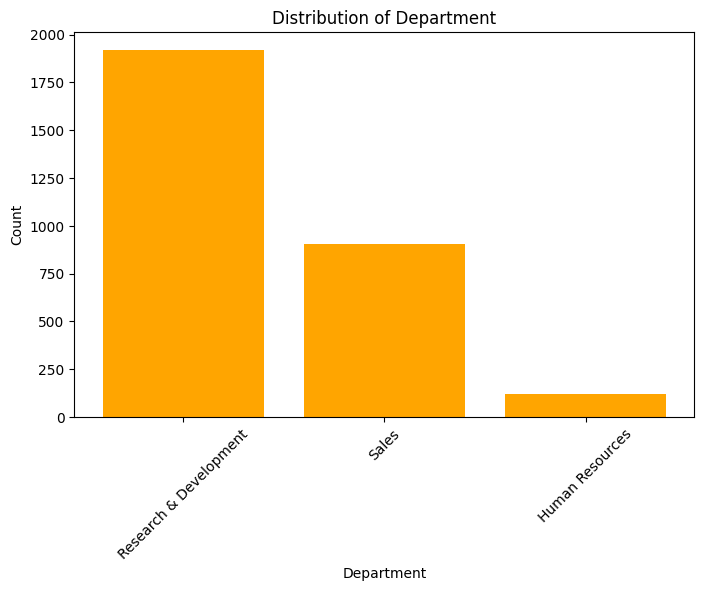 Distribution of Department
2000
1750
1500
1250
1000
750
500
250
0
Count
Research & Development
Sales
Human Resources
Department